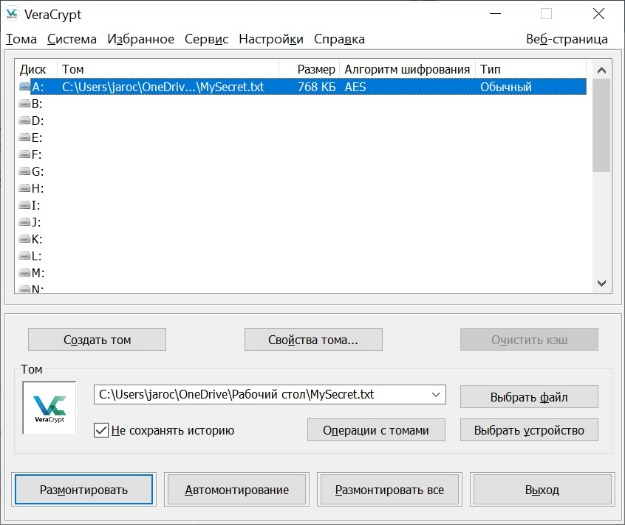 VeraCrypt
Тома Система Избранное Сервис Настройки Справка Веб-страница
Диск Том Размер Алгоритм шифрования Тип
A: C:\Users\jaroc\OneDriv...\MySecret.txt 768 КБ AES Обычный
B:
D:
E:
F:
G:
H:
I:
J:
K:
L:
M:
N:
Создать том Свойства тома... Очистить кэш
Том
C:\Users\jaroc\OneDrive\Рабочий стол\MySecret.txt Выбрать файл
VeraCrypt
Не сохранять историю Операции с томами Выбрать устройство
Размонтировать Автомонтирование Размонтировать все Выход